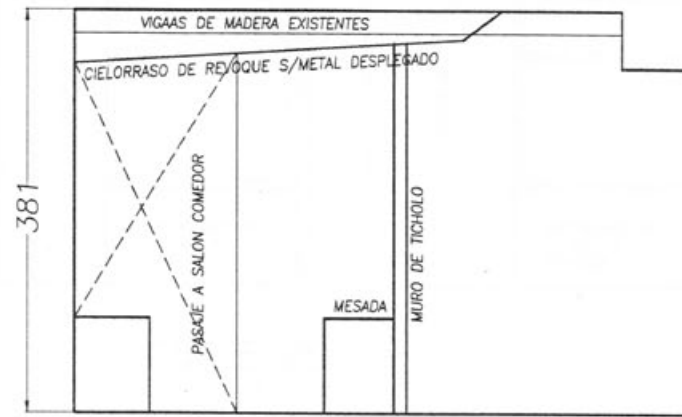 VIGAAS DE MADERA EXISTENTES
CIELORRASO DE REVOQUE S/METAL DESPLEGADO
381
PASAJE A SALON COMEDOR
MESADA
MURO DE TICHOLO